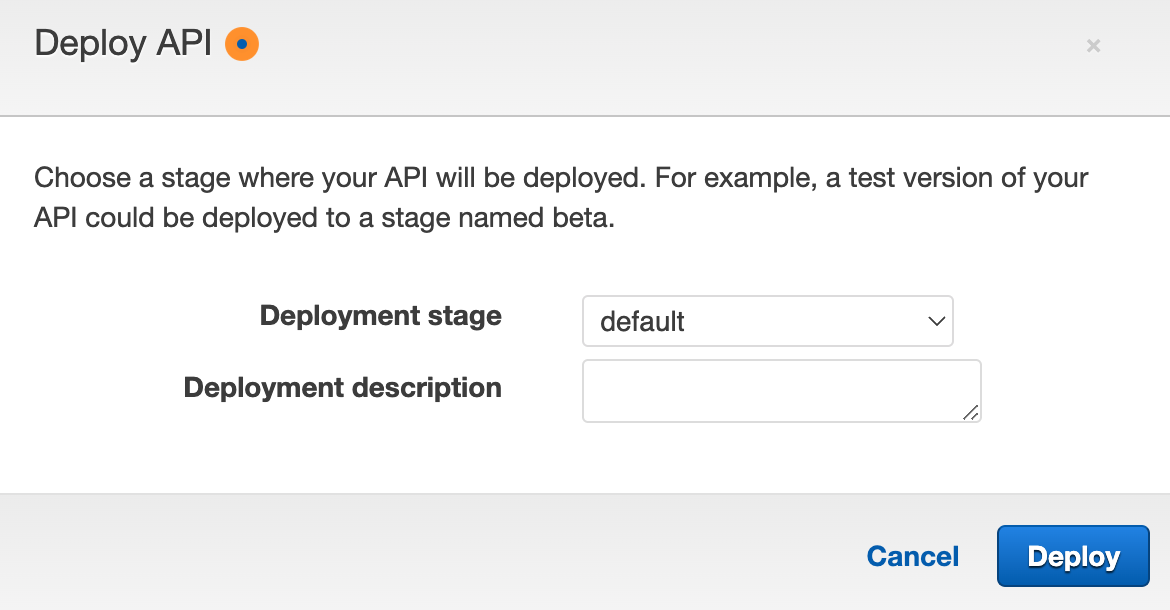 Deploy API
Choose a stage where your API will be deployed. For example, a test version of your
API could be deployed to a stage named beta.
Deployment stage
default
Deployment description
Cancel
Deploy